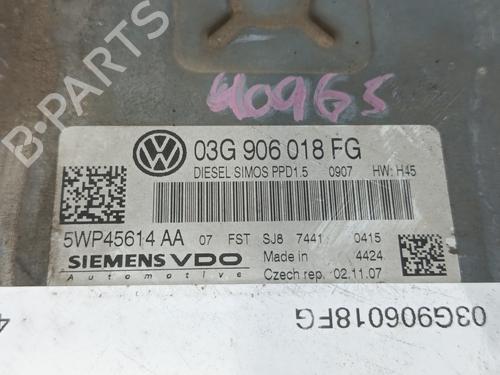 B-PARTS
4109G5
03G 906 018 FG
DIESEL SIMOS PPD1.5 0907 HW: H45
5WP45614 AA 07 FST SJ8 7441 0415
SIEMENS VDO Made in 4424
Automotive Czech rep. 02.11.07
03G906018FG